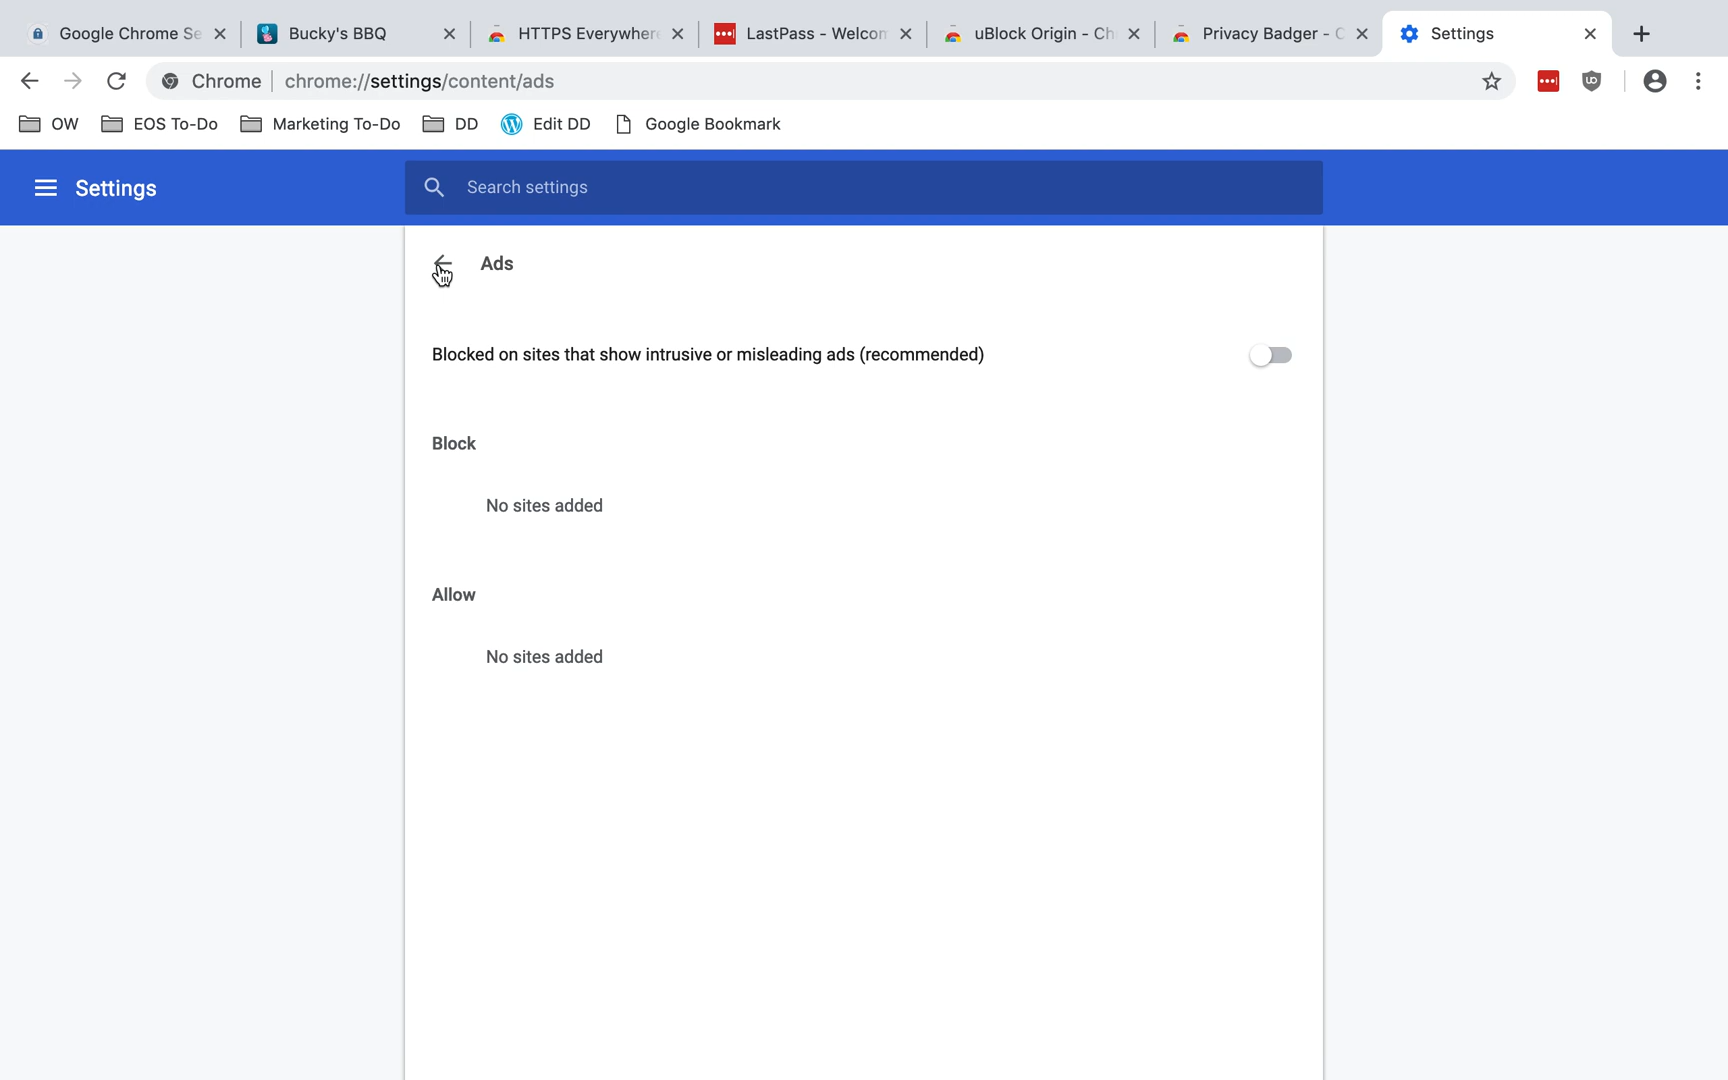 Google Chrome Se
Bucky's BBQ
HTTPS Everywher
LastPass - Welcom
uBlock Origin - Ch
Privacy Badger - C
Settings
Chrome chrome://settings/content/ads
OW EOS To-Do Marketing To-Do DD Edit DD Google Bookmark
Settings Search settings
Ads
Blocked on sites that show intrusive or misleading ads (recommended)
Block
No sites added
Allow
No sites added